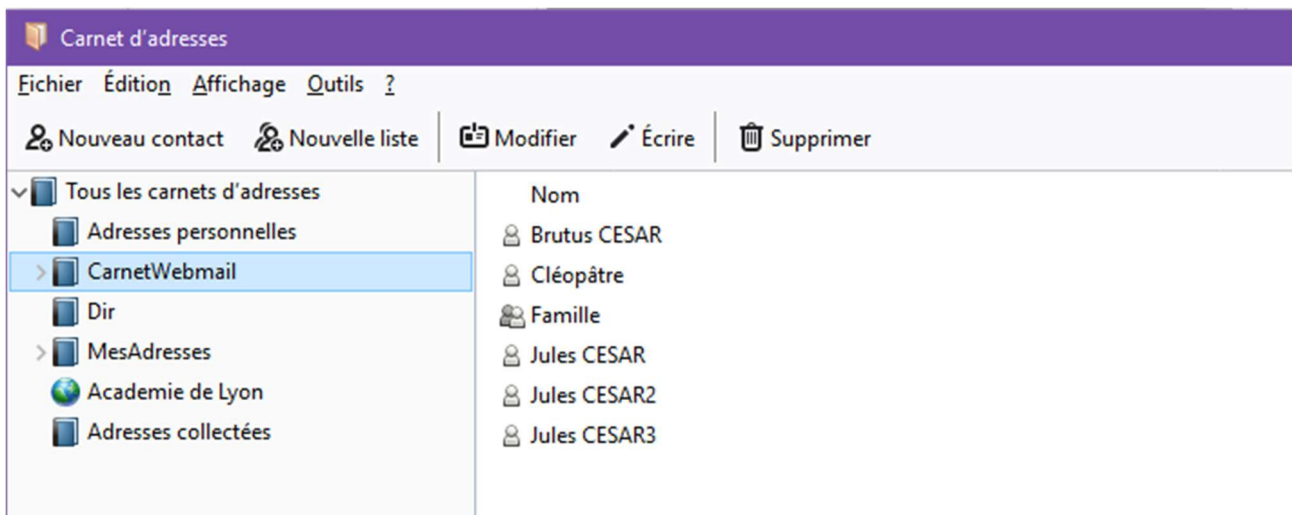 Carnet d'adresses
Fichier Édition Affichage Outils ?
Nouveau contact Nouvelle liste Modifier Écrire Supprimer
Tous les carnets d'adresses
Adresses personnelles
CarnetWebmail
Dir
MesAdresses
Academie de Lyon
Adresses collectées
Nom
Brutus CESAR
Cléopâtre
Famille
Jules CESAR
Jules CESAR2
Jules CESAR3